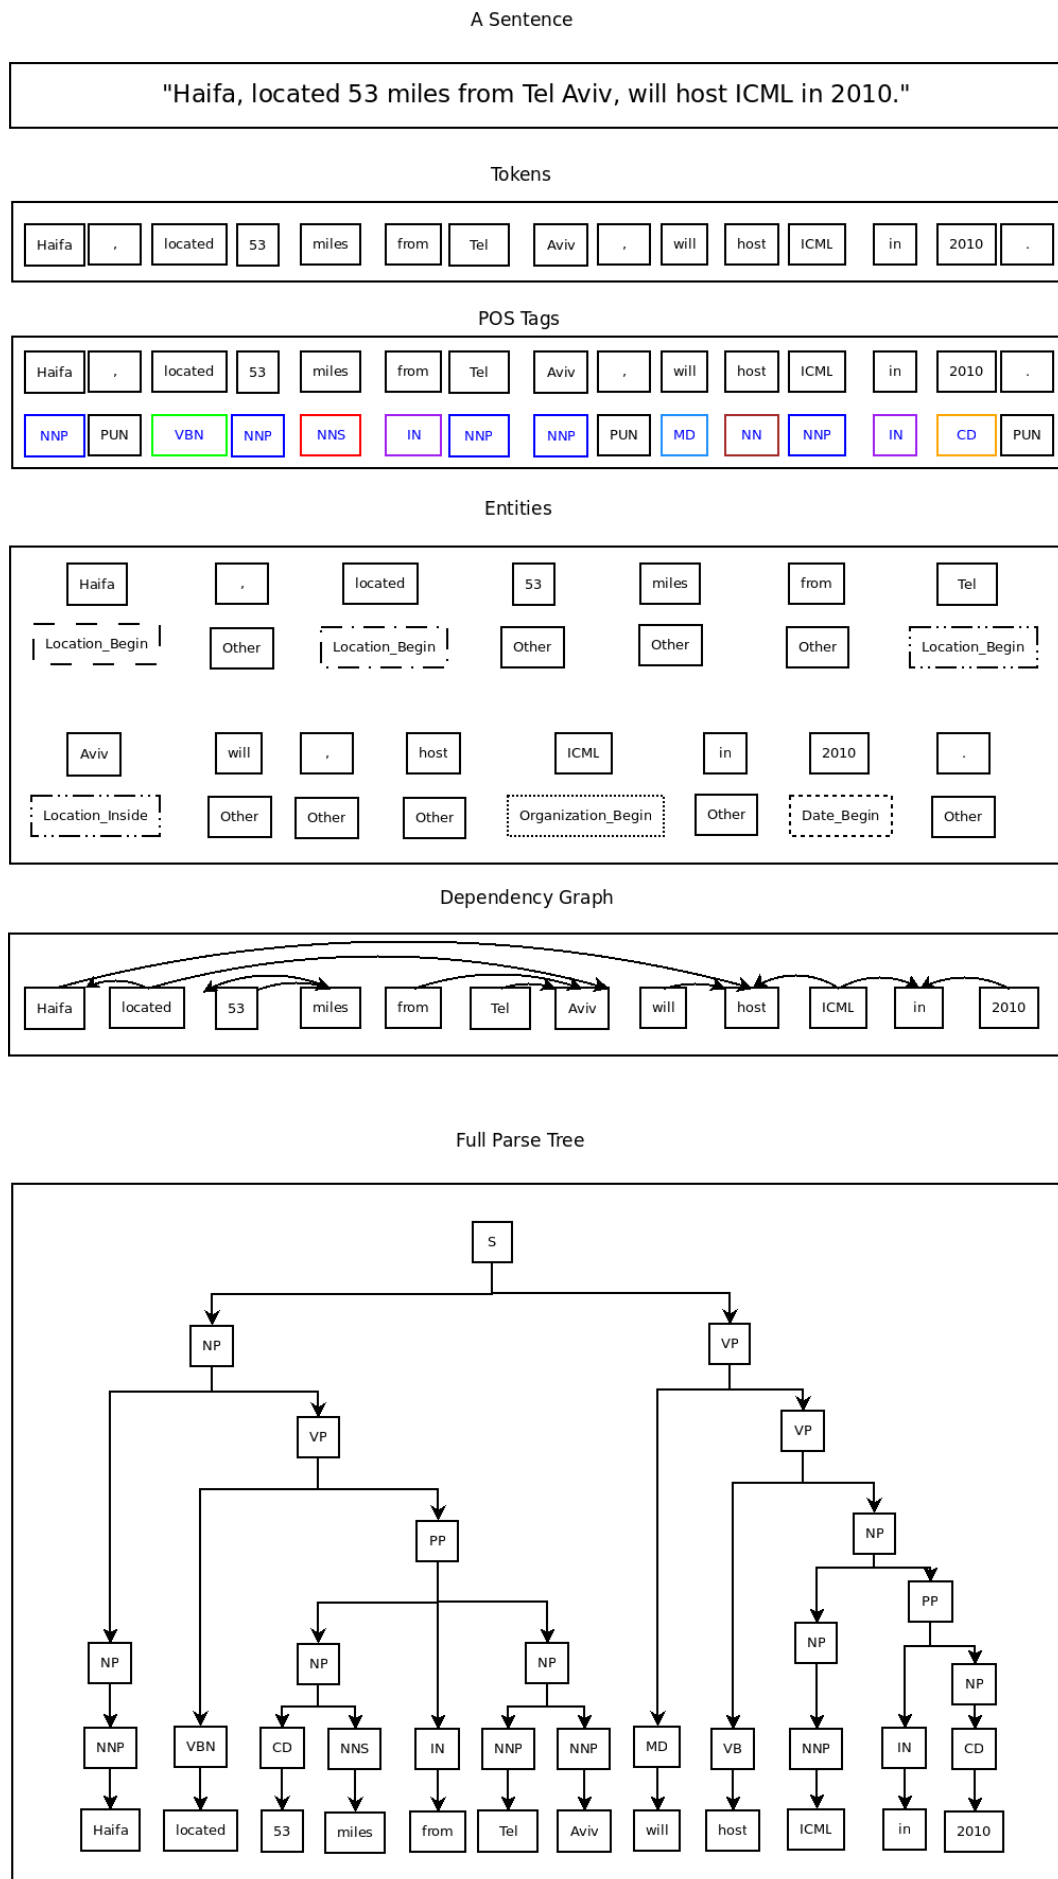 A Sentence
"Haifa, located 53 miles from Tel Aviv, will host ICML in 2010."
Tokens
Haifa , located 53 miles from Tel Aviv , will host ICML in 2010 .
POS Tags
Haifa , located 53 miles from Tel Aviv , will host ICML in 2010 .
NNP PUN VBN NNP NNS IN NNP NNP PUN MD NN NNP IN CD PUN
Entities
Haifa , located 53 miles from Tel
Location_Begin Other Location_Begin Other Other Other Location_Begin
Aviv will , host ICML in 2010 .
Location_Inside Other Other Other Organization_Begin Other Date_Begin Other
Dependency Graph
Haifa located 53 miles from Tel Aviv will host ICML in 2010
Full Parse Tree
S
NP VP
VP VP
PP NP
PP
NP NP NP NP NP
NNP VBN CD NNS IN NNP NNP MD VB NNP IN CD
Haifa located 53 miles from Tel Aviv will host ICML in 2010